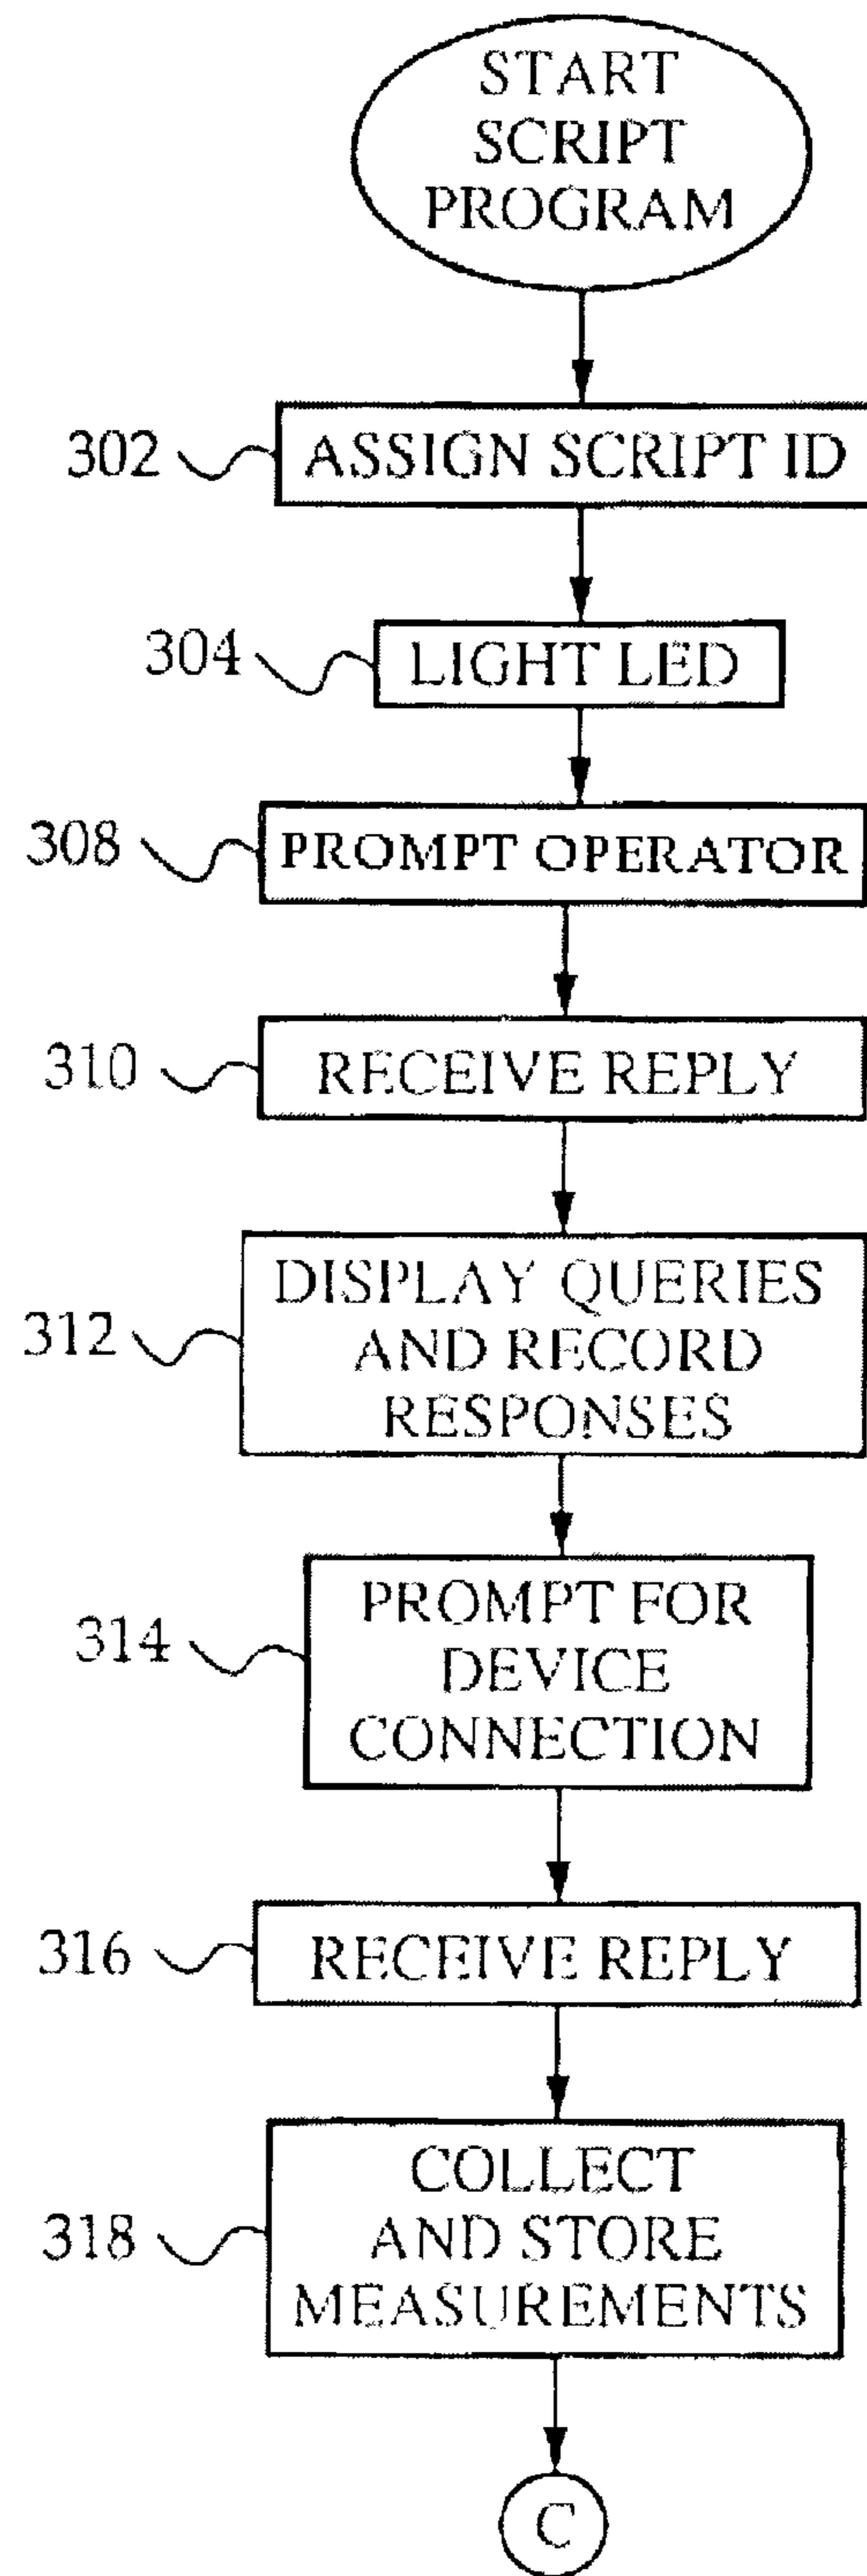 START
SCRIPT
PROGRAM
302 ASSIGN SCRIPT ID
304 LIGHT LED
308 PROMPT OPERATOR
310 RECEIVE REPLY
DISPLAY QUERIES
312 AND RECORD
RESPONSES
PROMPT FOR
314 DEVICE
CONNECTION
316 RECEIVE REPLY
COLLECT
318 AND STORE
MEASUREMENTS
C